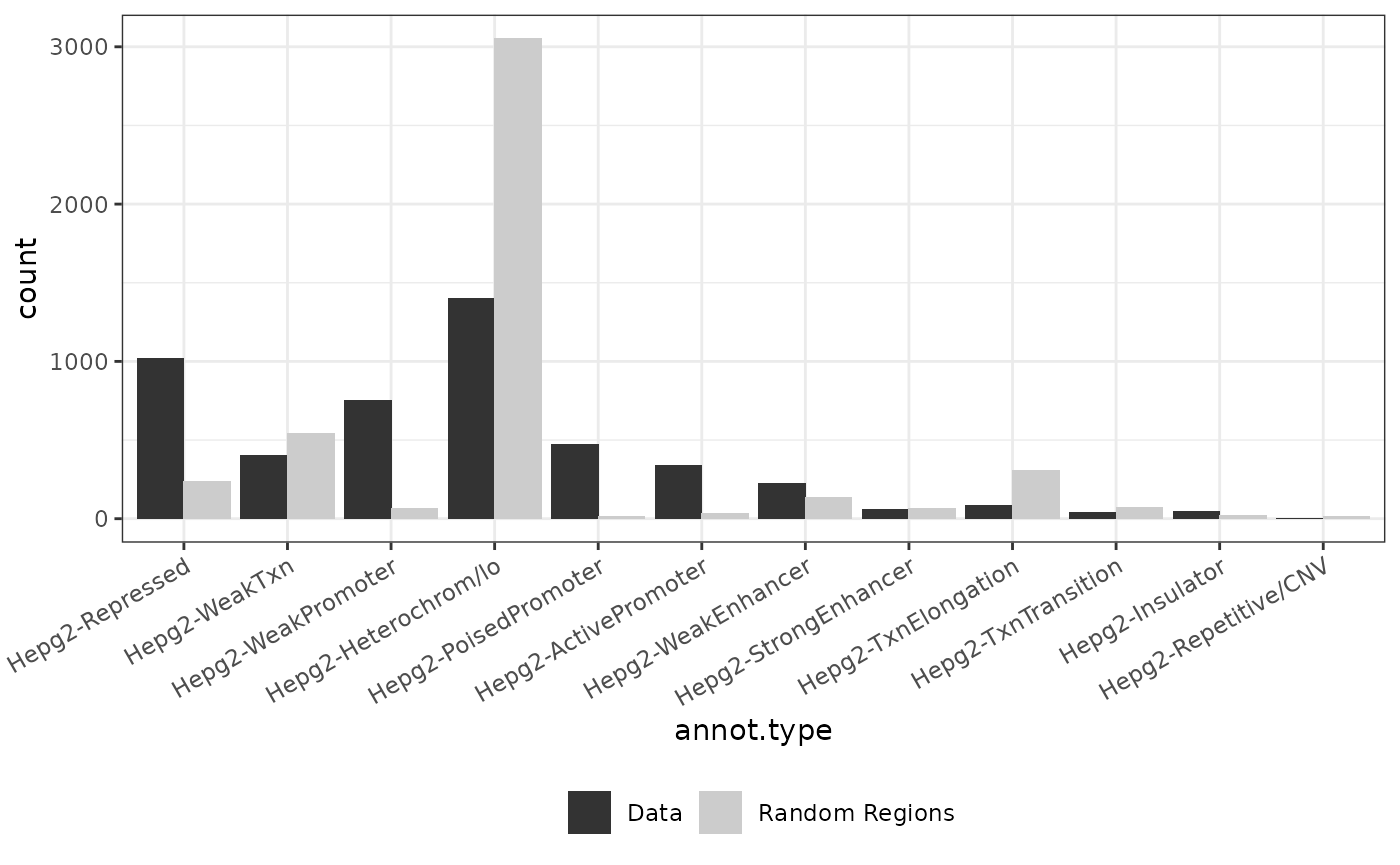 3000
2000
1000
0
count
Hepg2-Repressed
Hepg2-WeakTxn
Hepg2-WeakPromoter
Hepg2-Heterochrom/lo
Hepg2-PoisedPromoter
Hepg2-ActivePromoter
Hepg2-WeakEnhancer
Hepg2-StrongEnhancer
Hepg2-TxnElongation
Hepg2-TxnTransition
Hepg2-Insulator
Hepg2-Repetitive/CNV
annot.type
Data Random Regions